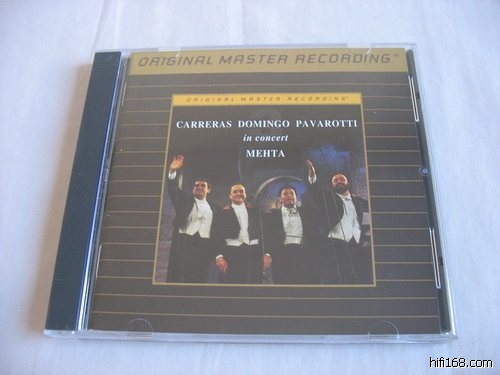 ORIGINAL MASTER RECORDING™
ORIGINAL MASTER RECORDING™
CARRERAS DOMINGO PAVAROTTI
in concert
MEHTA
hifi168.com